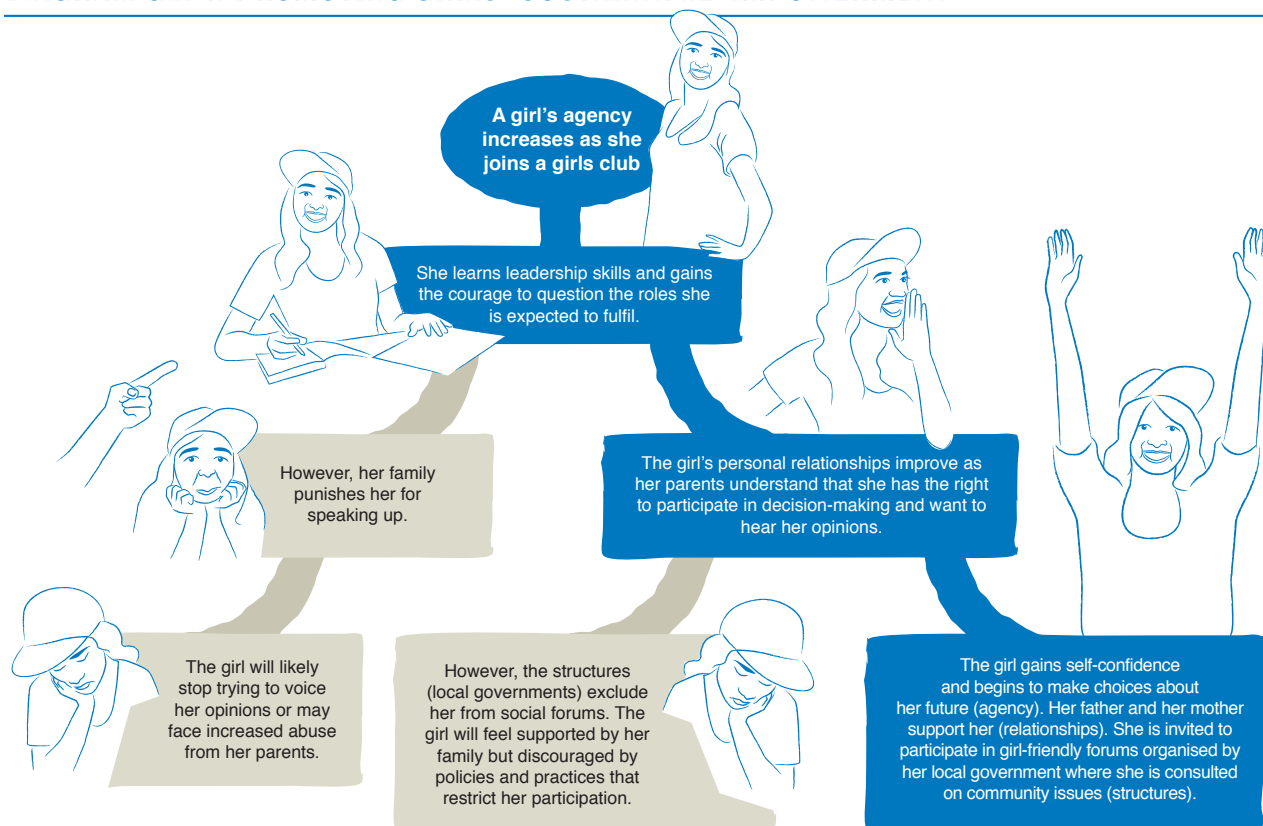 A girl's agency
increases as she
joins a girls club
She learns leadership skills and gains
the courage to question the roles she
is expected to fulfil.
However, her family
punishes her for
speaking up.
The girl's personal relationships improve as
her parents understand that she has the right
to participate in decision-making and want to
hear her opinions.
The girl will likely
stop trying to voice
her opinions or may
face increased abuse
from her parents.
However, the structures
(local governments) exclude
her from social forums. The
girl will feel supported by her
family but discouraged by
policies and practices that
restrict her participation.
The girl gains self-confidence
and begins to make choices about
her future (agency). Her father and her mother
support her (relationships). She is invited to
participate in girl-friendly forums organised by
her local government where she is consulted
on community issues (structures).